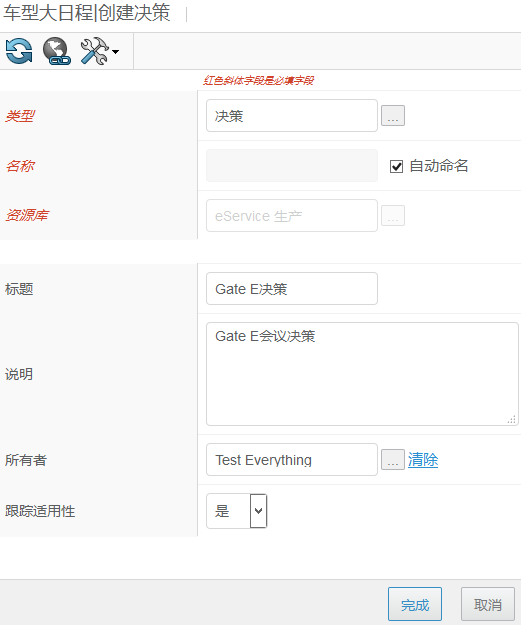 车型大日程|创建决策
红色斜体字段是必填字段
类型 决策 ...
名称 自动命名
资源库 eService 生产 ...
标题 Gate E决策
说明 Gate E会议决策
所有者 Test Everything ... 清除
跟踪适用性 是
完成 取消